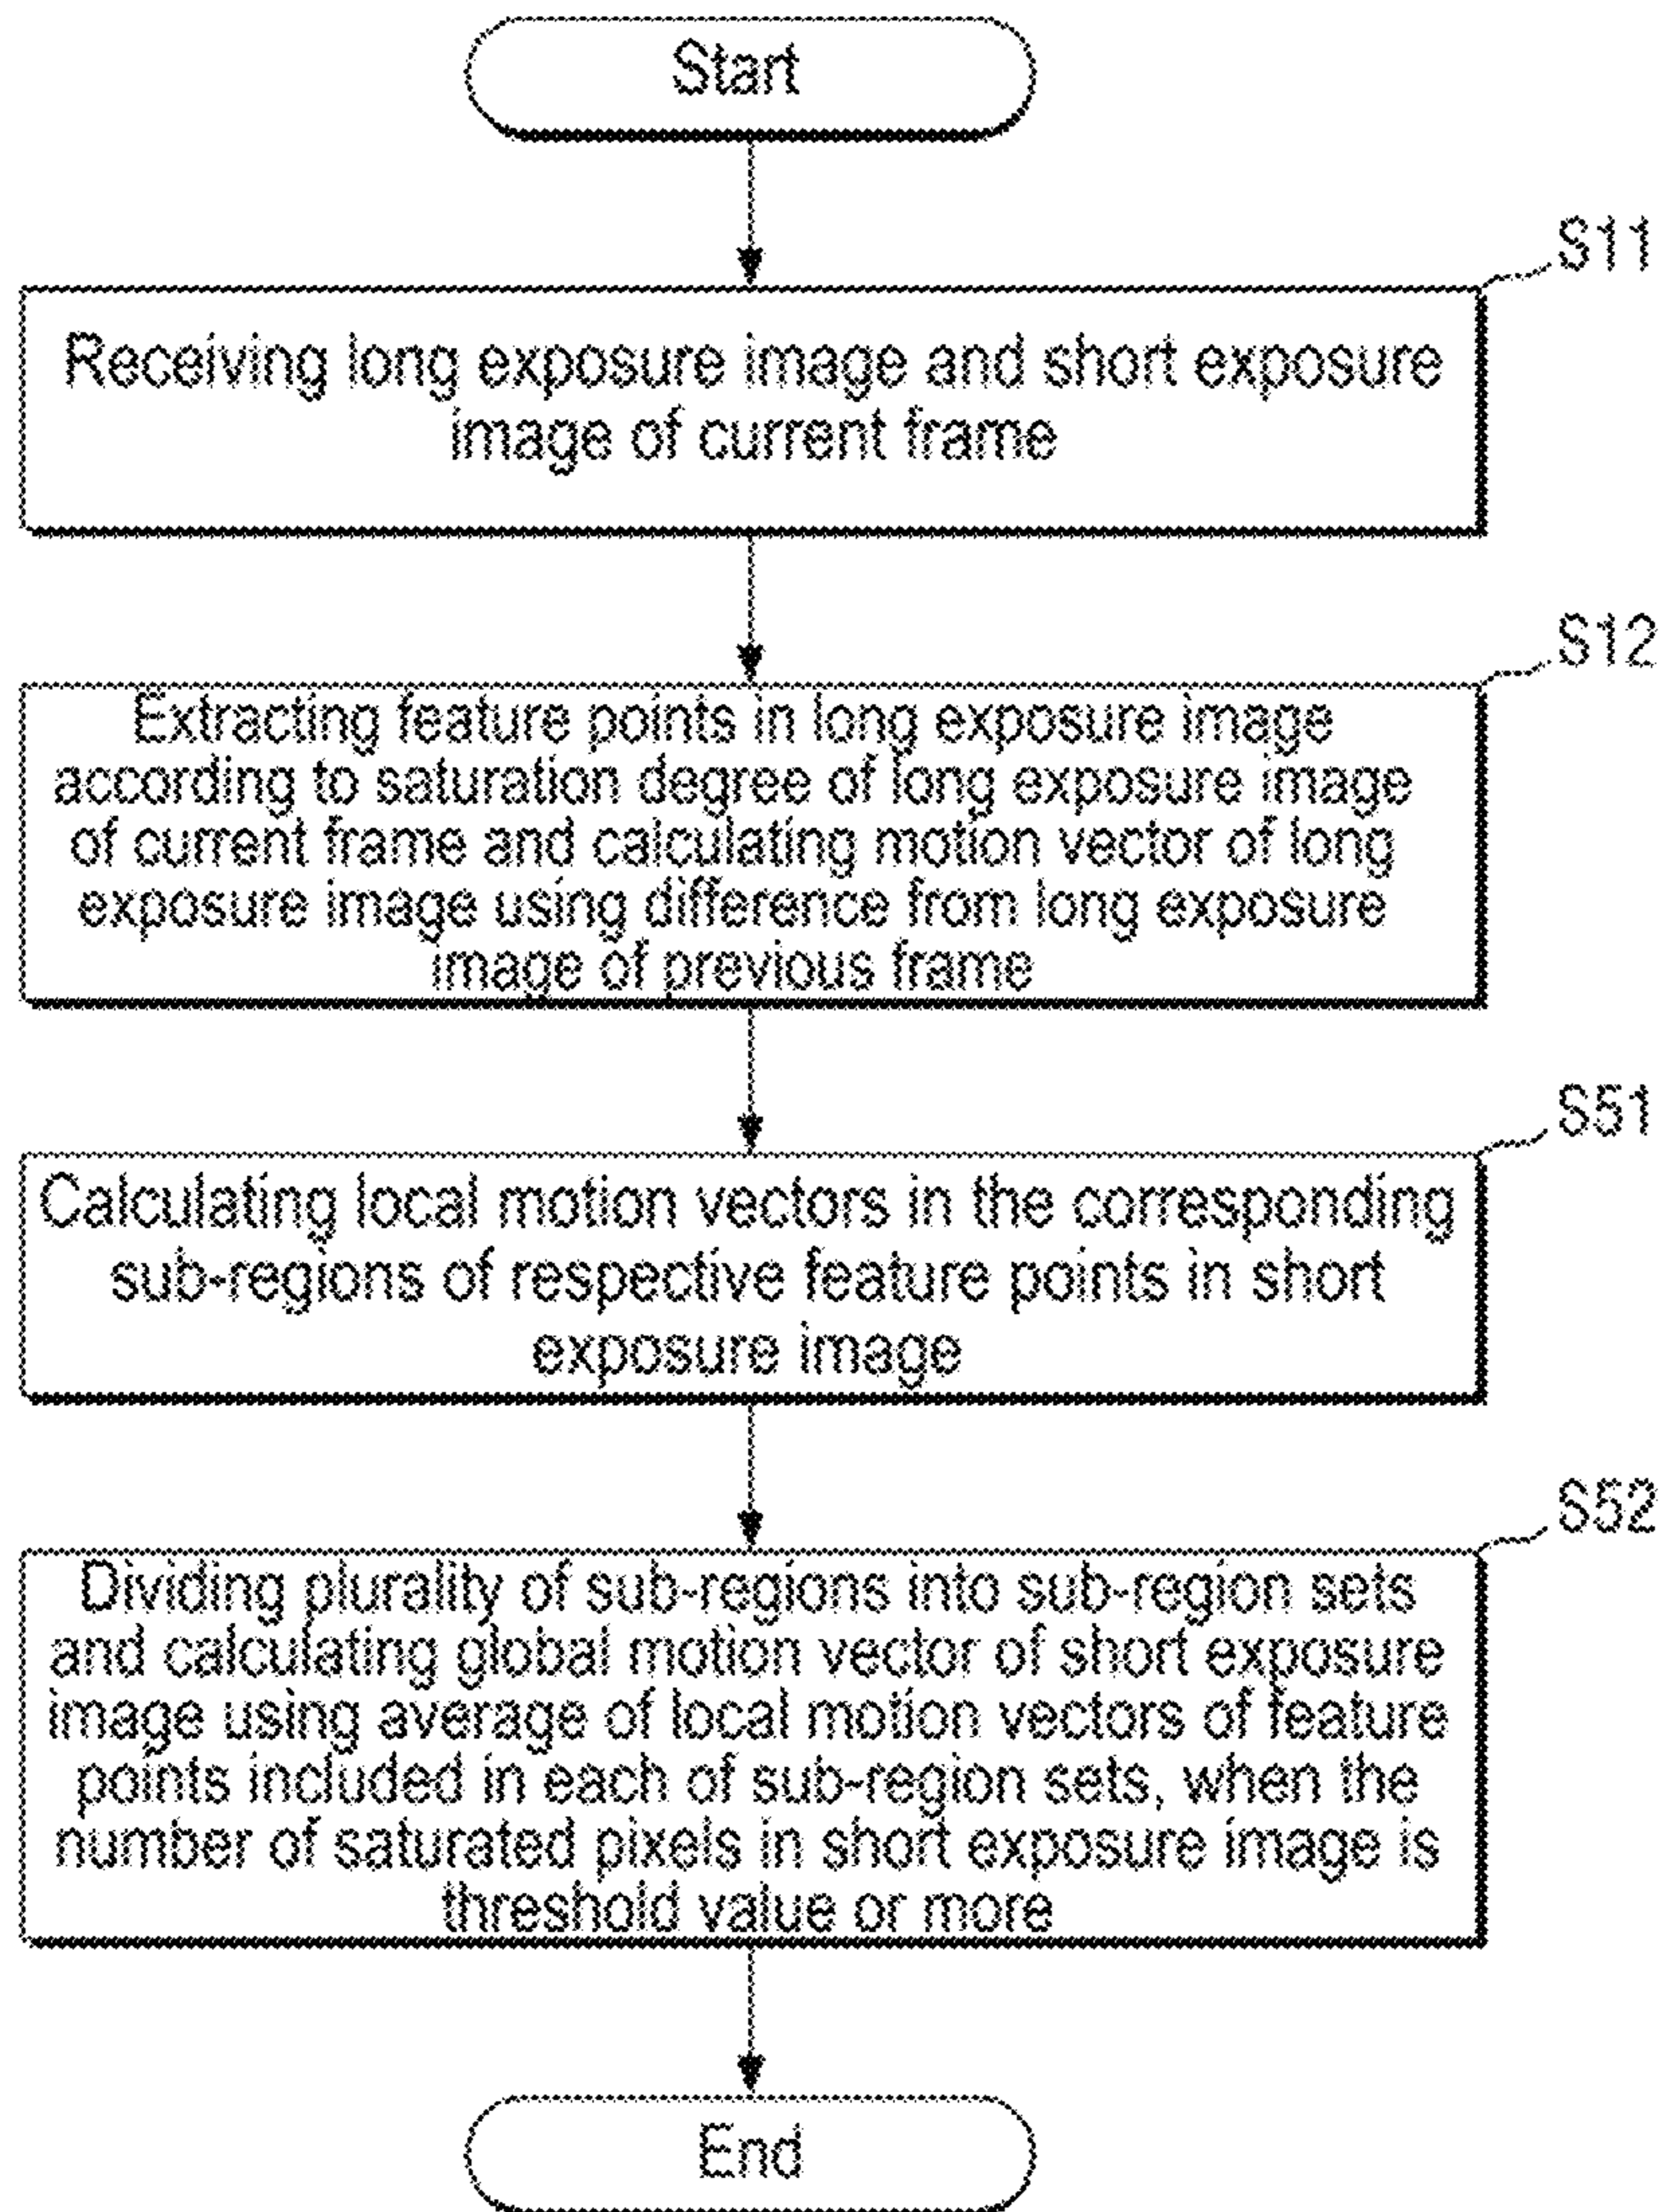 Start
S11
Receiving long exposure image and short exposure
image of current frame
S12
Extracting feature points in long exposure image
according to saturation degree of long exposure image
of current frame and calculating motion vector of long
exposure image using difference from long exposure
image of previous frame
S51
Calculating local motion vectors in the corresponding
sub-regions of respective feature points in short
exposure image
S52
Dividing plurality of sub-regions into sub-region sets
and calculating global motion vector of short exposure
image using average of local motion vectors of feature
points included in each of sub-region sets, when the
number of saturated pixels in short exposure image is
threshold value or more
End